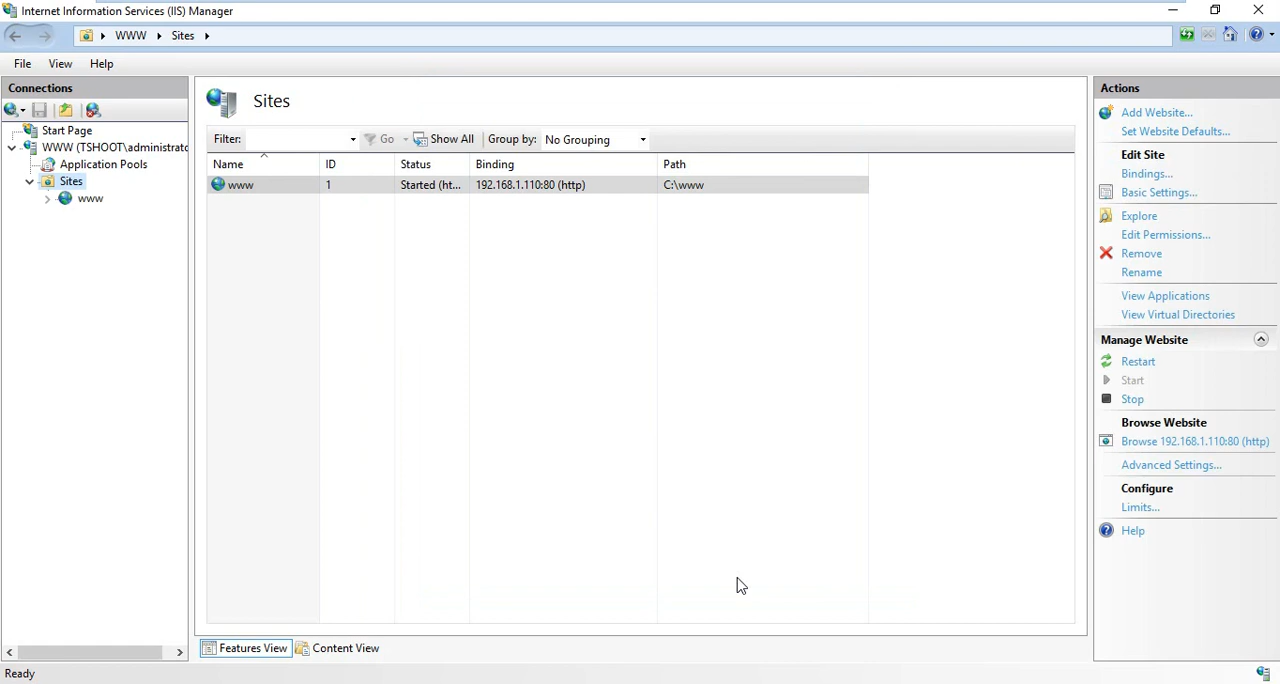 Internet Information Services (IIS) Manager
WWW Sites
File View Help
Connections
Start Page
WWW (TSHOOT\administrato
Application Pools
Sites
www
Sites
Filter: Go Show All Group by: No Grouping
Name ID Status Binding Path
www 1 Started (ht... 192.168.1.110:80 (http) C:\www
Features View Content View
Actions
Add Website...
Set Website Defaults...
Edit Site
Bindings...
Basic Settings...
Explore
Edit Permissions...
Remove
Rename
View Applications
View Virtual Directories
Manage Website
Restart
Start
Stop
Browse Website
Browse 192.168.1.110:80 (http)
Advanced Settings...
Configure
Limits...
Help
Ready